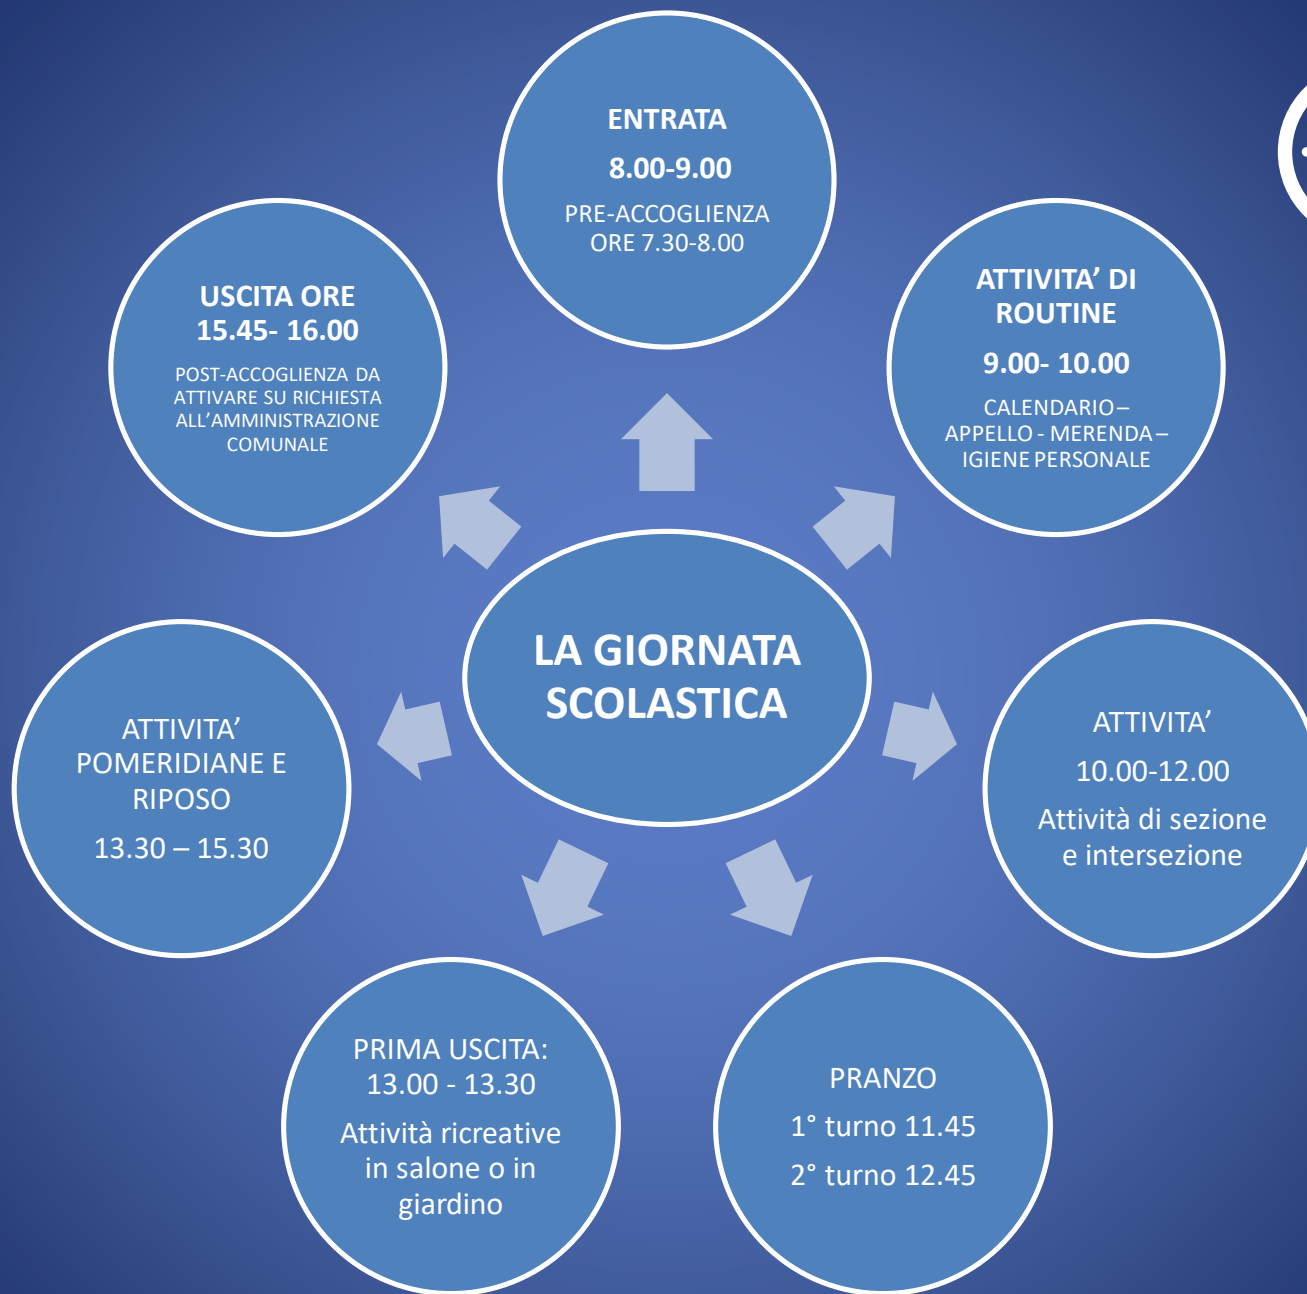 ENTRATA
8.00-9.00
PRE-ACCOGLIENZA
ORE 7.30-8.00
ATTIVITA’ DI
ROUTINE
9.00- 10.00
CALENDARIO –
APPELLO - MERENDA –
IGIENE PERSONALE
ATTIVITA’
10.00-12.00
Attività di sezione
e intersezione
PRANZO
1° turno 11.45
2° turno 12.45
PRIMA USCITA:
13.00 - 13.30
Attività ricreative
in salone o in
giardino
ATTIVITA’
POMERIDIANE E
RIPOSO
13.30 – 15.30
USCITA ORE
15.45- 16.00
POST-ACCOGLIENZA DA
ATTIVARE SU RICHIESTA
ALL’AMMINISTRAZIONE
COMUNALE
LA GIORNATA
SCOLASTICA